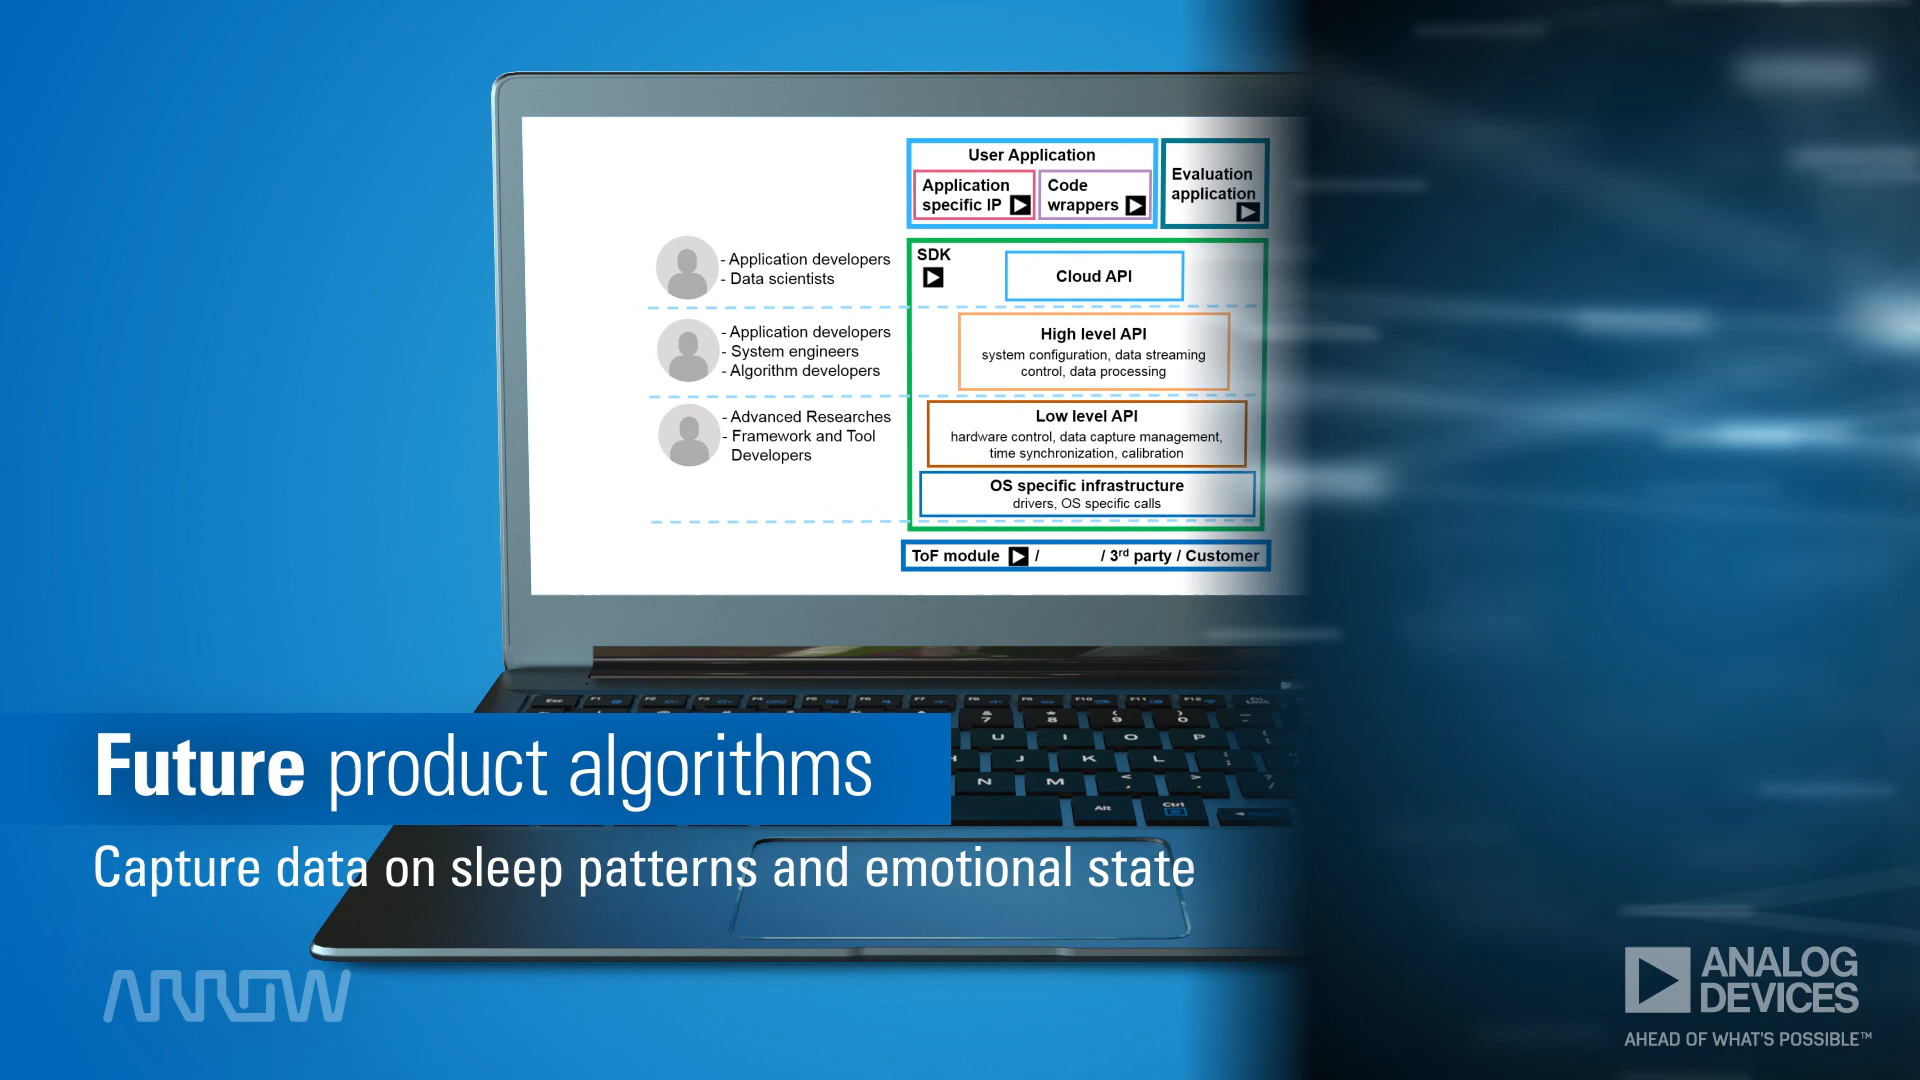 User Application
Application
specific IP
Code
wrappers
Evaluation
application
SDK
Cloud API
- Application developers
- Data scientists
High level API
system configuration, data streaming
control, data processing
- Application developers
- System engineers
- Algorithm developers
Low level API
hardware control, data capture management,
time synchronization, calibration
- Advanced Researches
- Framework and Tool
Developers
OS specific infrastructure
drivers, OS specific calls
ToF module / / 3rd party / Customer
Future product algorithms
Capture data on sleep patterns and emotional state
ARROW
ANALOG
DEVICES
AHEAD OF WHAT'S POSSIBLE™